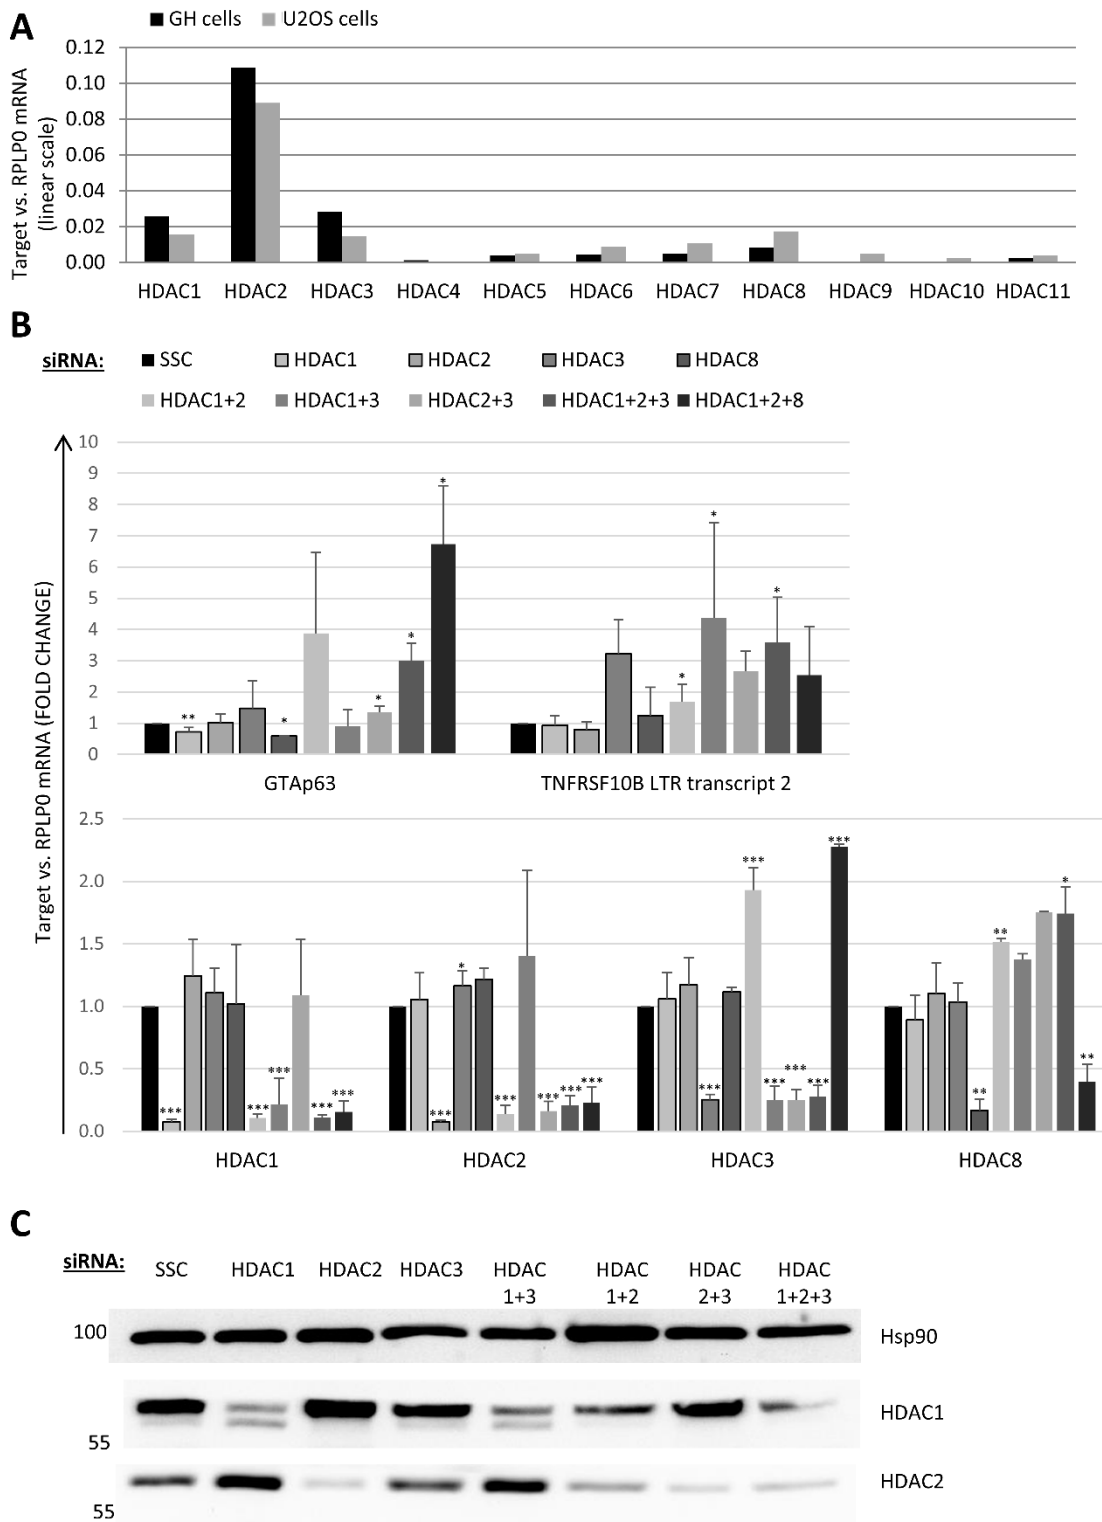 A
GH cells U2OS cells
Target vs. RPLP0 mRNA
(linear scale)
0.12
0.10
0.08
0.06
0.04
0.02
0.00
HDAC1 HDAC2 HDAC3 HDAC4 HDAC5 HDAC6 HDAC7 HDAC8 HDAC9 HDAC10 HDAC11
B
siRNA: SSC HDAC1 HDAC2 HDAC3 HDAC8
HDAC1+2 HDAC1+3 HDAC2+3 HDAC1+2+3 HDAC1+2+8
Target vs. RPLP0 mRNA (FOLD CHANGE)
10
9
8
7
6
5
4
3
2
1
0
** * * * *
* * *
GTAp63 TNFRSF10B LTR transcript 2
2.5
2.0
1.5
1.0
0.5
0.0
*** *** *** *** ***
*** * *** *** *** ***
*** *** *** *** *** ***
** ** * **
HDAC1 HDAC2 HDAC3 HDAC8
C
siRNA: SSC HDAC1 HDAC2 HDAC3 HDAC HDAC HDAC HDAC
1+3 1+2 2+3 1+2+3
100 Hsp90
HDAC1
55
HDAC2
55